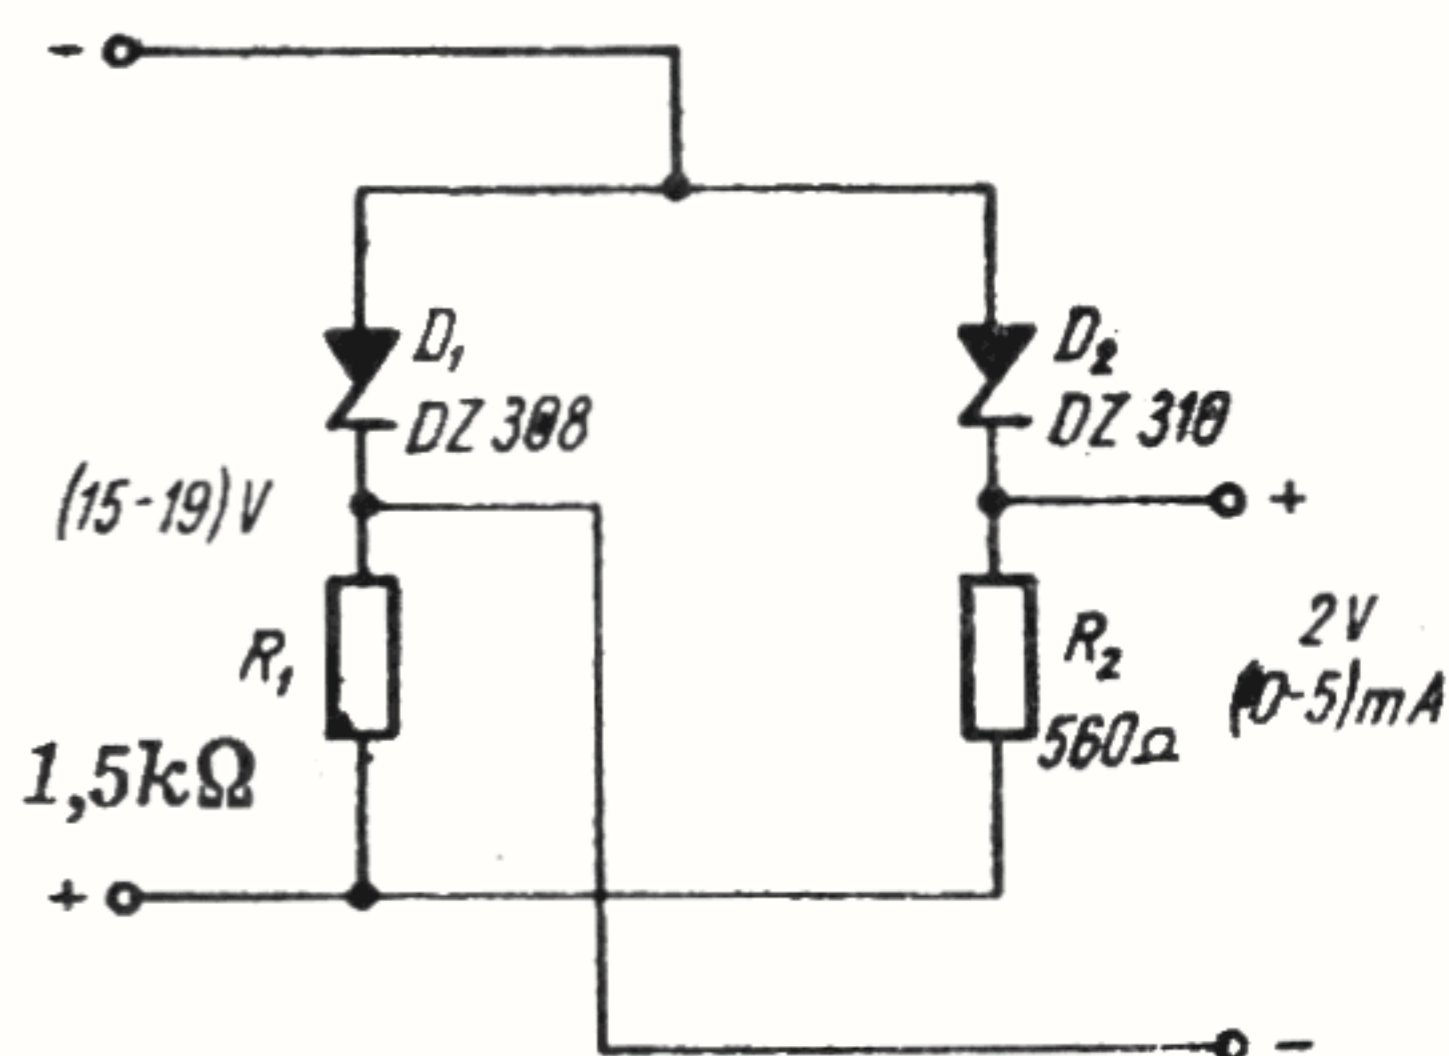 -
D₁
DZ 308
D₂
DZ 310
(15-19)V
+
R₁
1,5kΩ
R₂
560Ω
2V
(0-5)mA
+
-